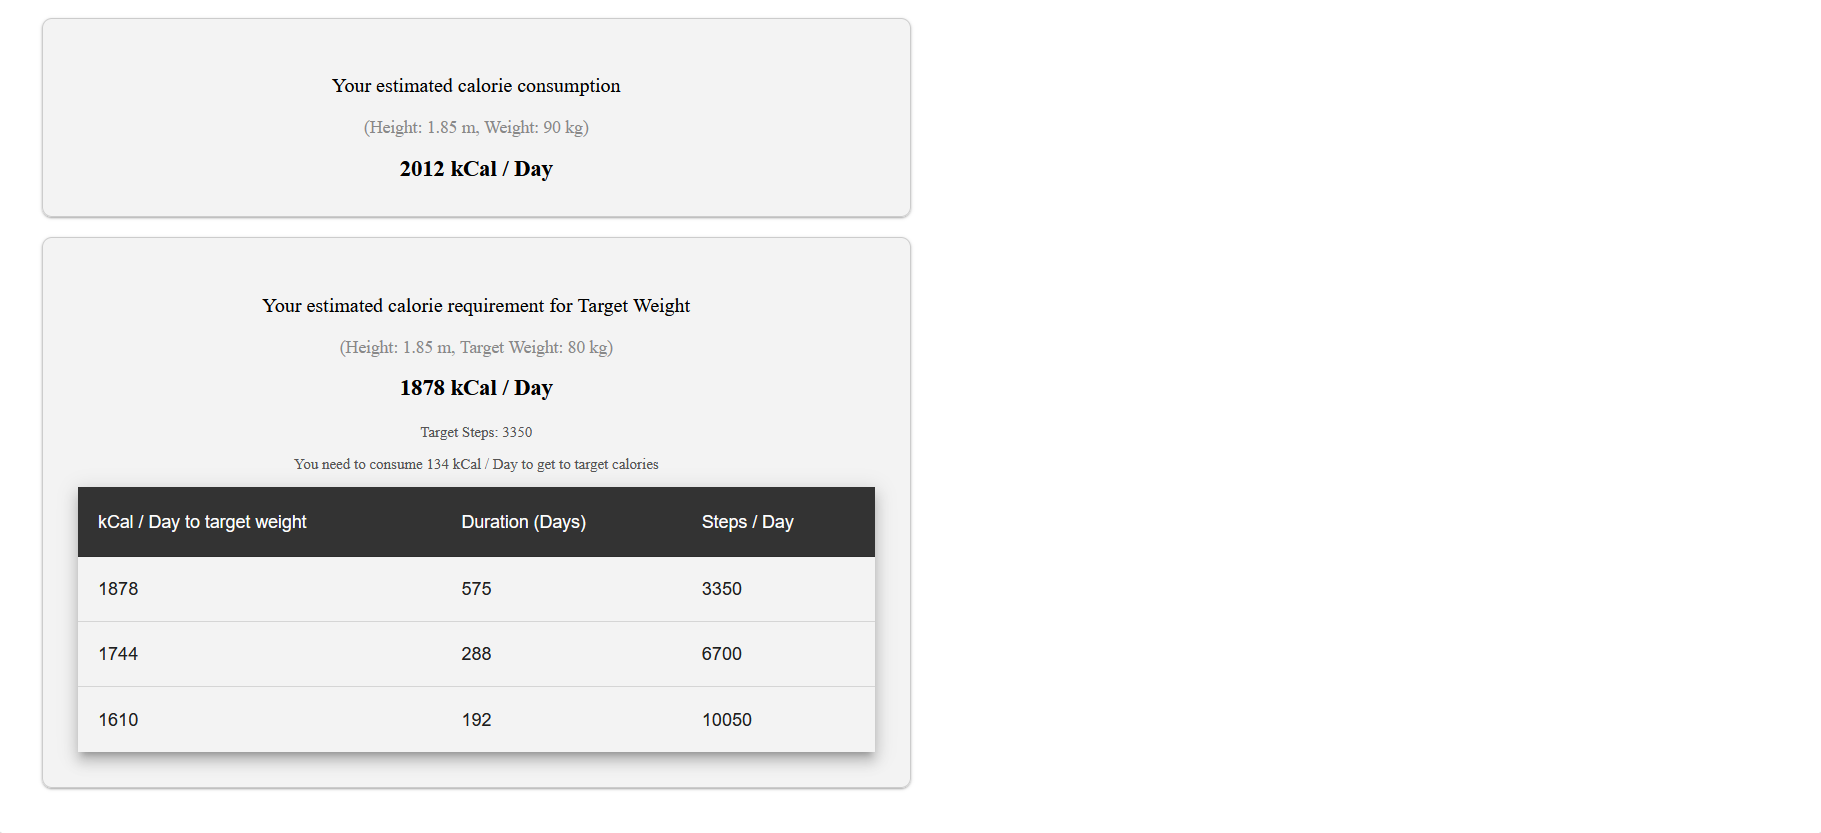 Your estimated calorie consumption
(Height: 1.85 m, Weight: 90 kg)
2012 kCal / Day
Your estimated calorie requirement for Target Weight
(Height: 1.85 m, Target Weight: 80 kg)
1878 kCal / Day
Target Steps: 3350
You need to consume 134 kCal / Day to get to target calories
kCal / Day to target weight Duration (Days) Steps / Day
1878 575 3350
1744 288 6700
1610 192 10050